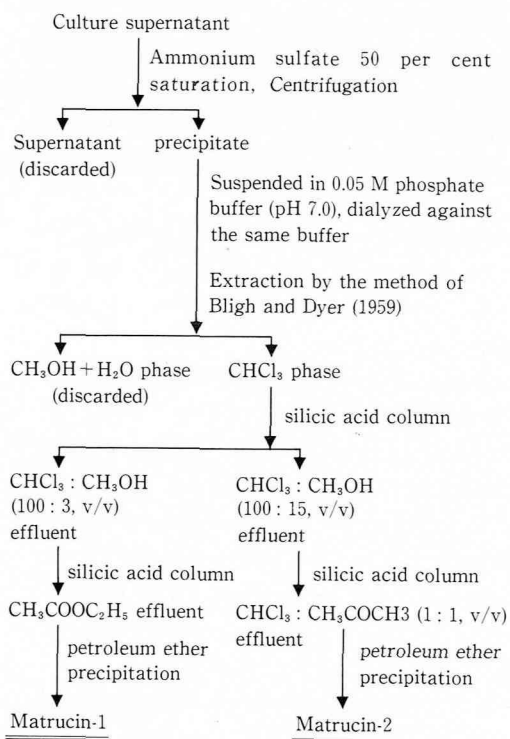 Culture supernatant
Ammonium sulfate 50 per cent
saturation, Centrifugation
Supernatant precipitate
(discarded)
Suspended in 0.05 M phosphate
buffer (pH 7.0), dialyzed against
the same buffer
Extraction by the method of
Bligh and Dyer (1959)
CH₃OH+H₂O phase CHCl₃ phase
(discarded)
silicic acid column
CHCl₃ : CH₃OH
(100 : 3, v/v)
effluent
CHCl₃ : CH₃OH
(100 : 15, v/v)
effluent
silicic acid column silicic acid column
CH₃COOC₂H₅ effluent
CHCl₃ : CH₃COCH3 (1 : 1, v/v)
effluent
petroleum ether
precipitation
petroleum ether
precipitation
Matrucin-1 Matrucin-2